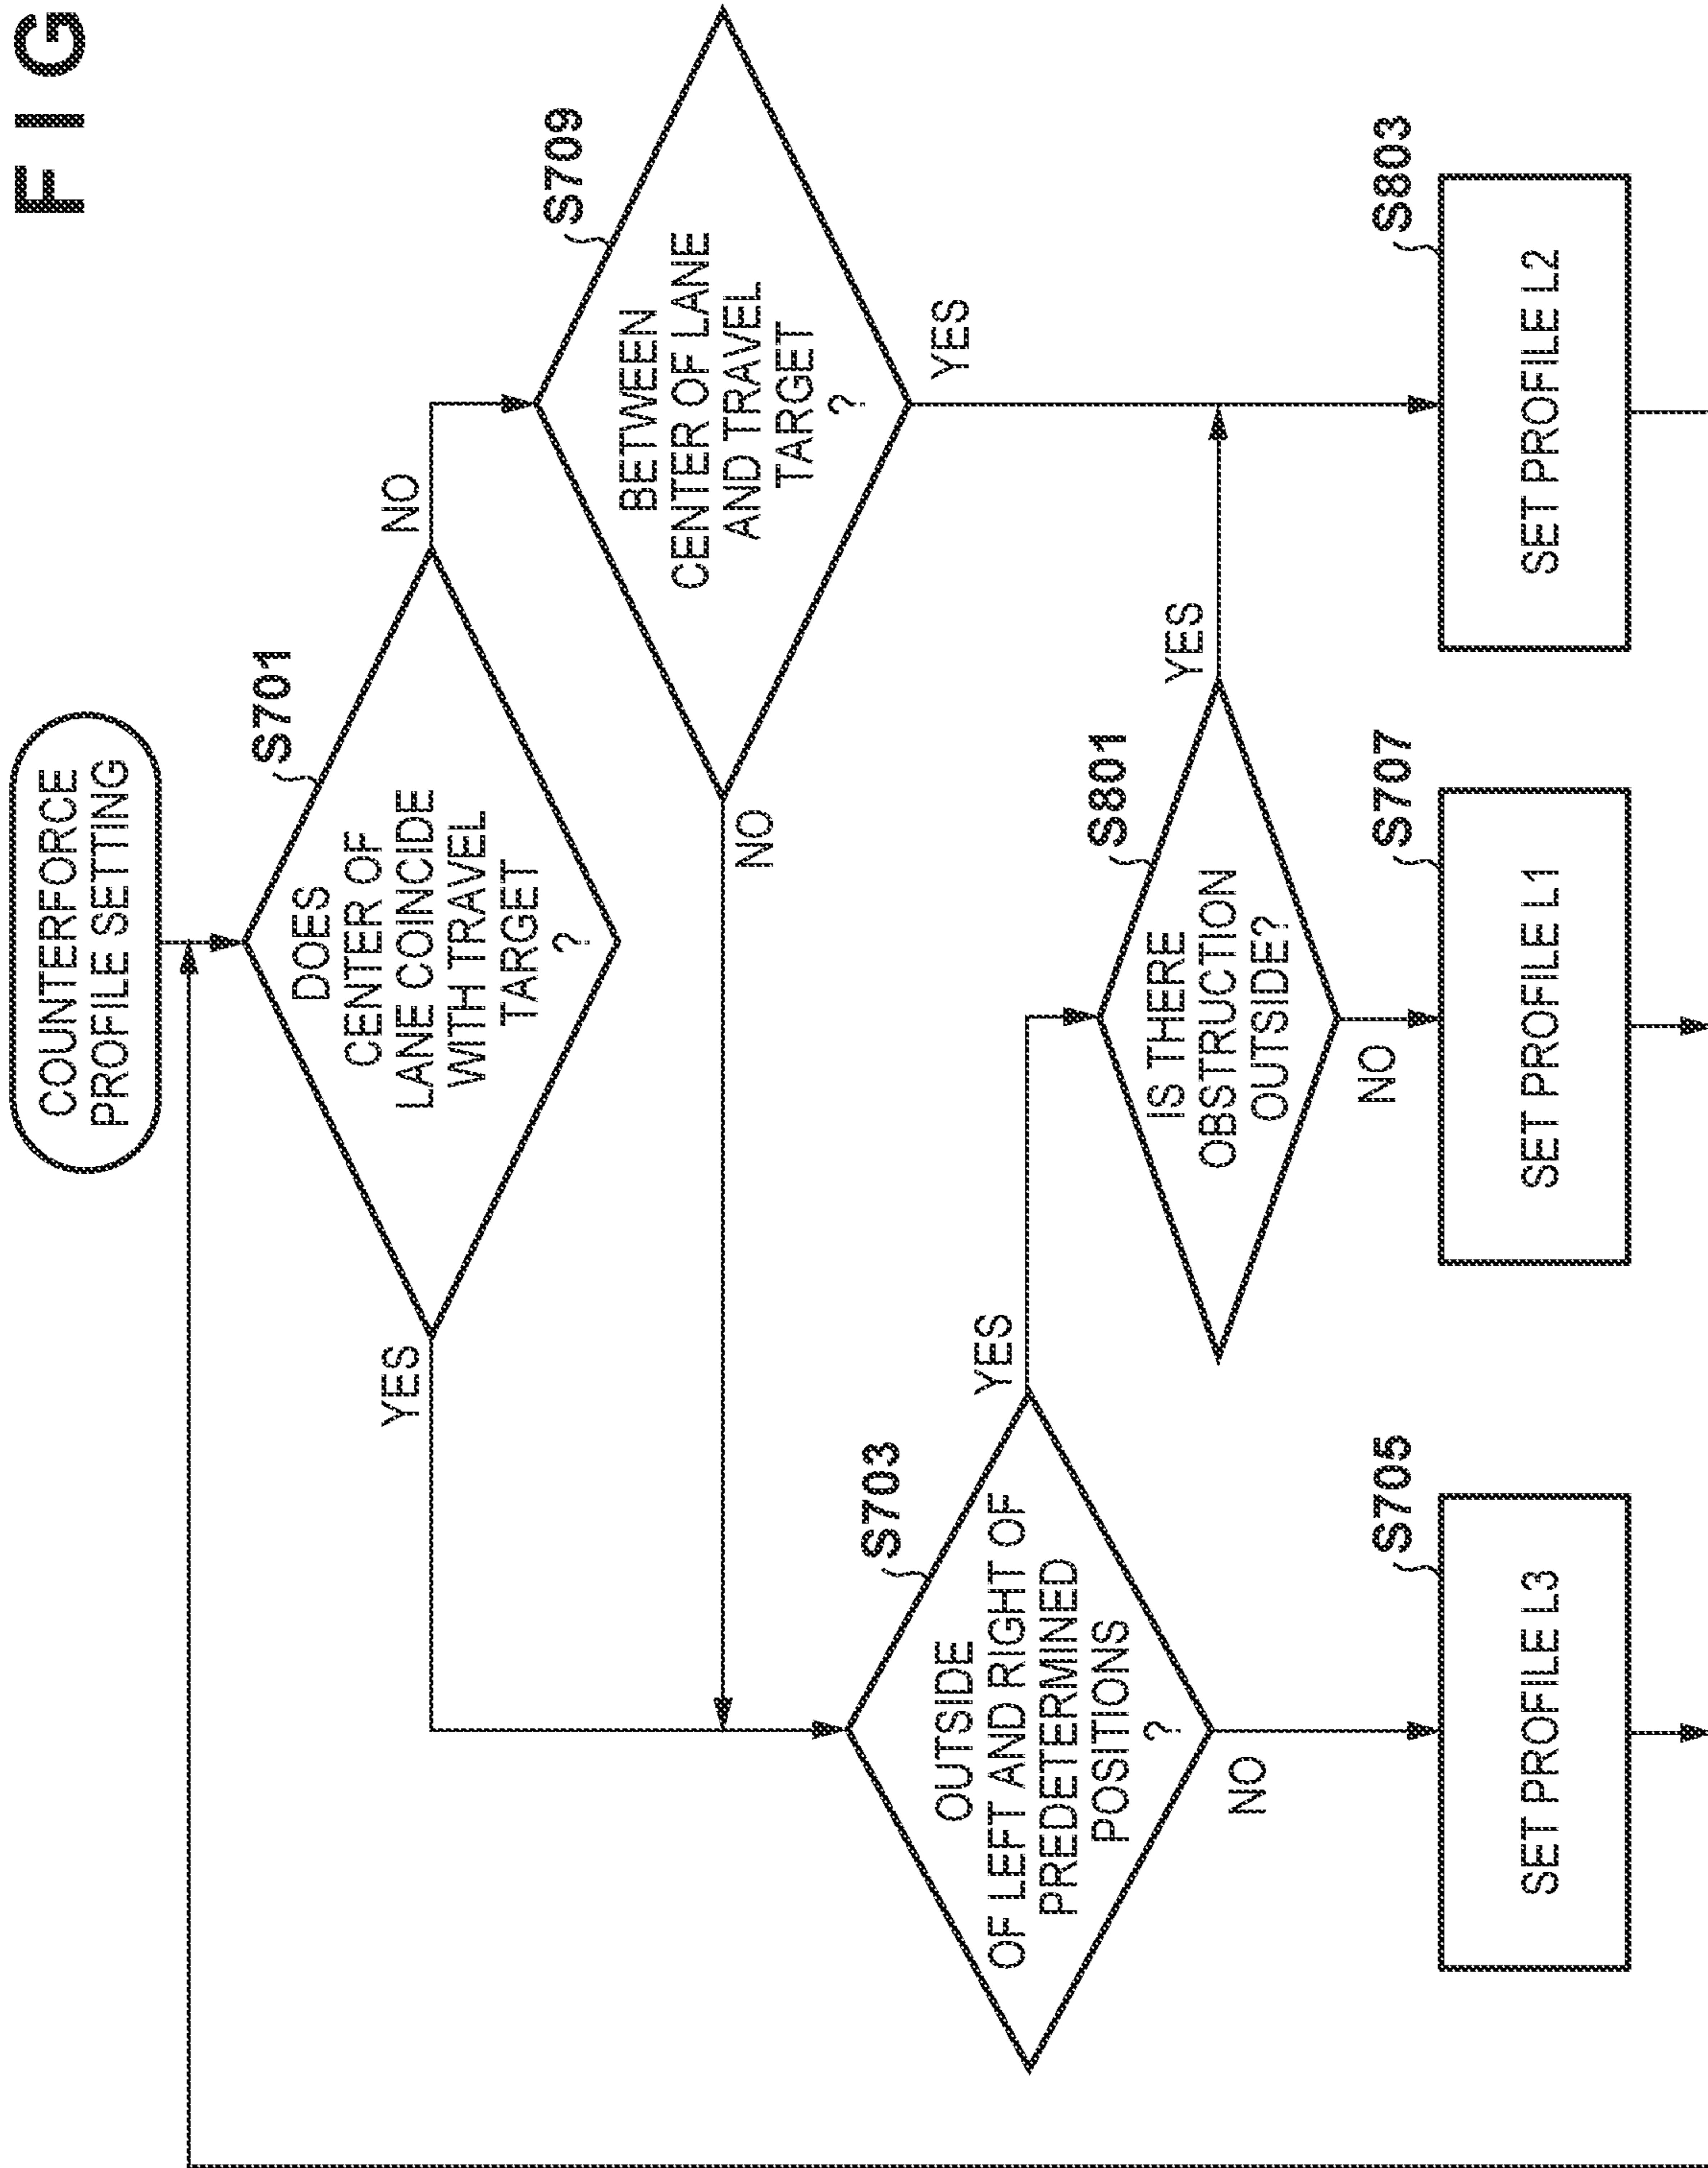 FIG
COUNTERFORCE
PROFILE SETTING
S701
DOES
CENTER OF
LANE COINCIDE
WITH TRAVEL
TARGET
?
YES
NO
S709
BETWEEN
CENTER OF LANE
AND TRAVEL
TARGET
?
NO
YES
S703
OUTSIDE
OF LEFT AND RIGHT OF
PREDETERMINED
POSITIONS
?
YES
NO
S801
IS THERE
OBSTRUCTION
OUTSIDE?
YES
NO
S705
SET PROFILE L3
S707
SET PROFILE L1
S803
SET PROFILE L2